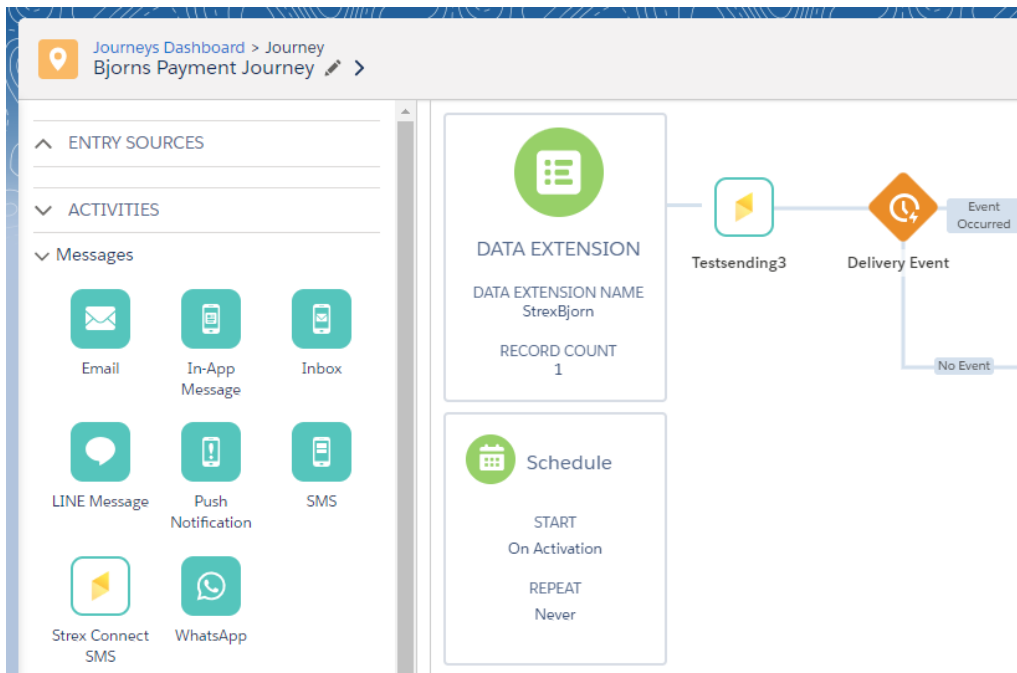 Journeys Dashboard > Journey
Bjorns Payment Journey
ENTRY SOURCES
ACTIVITIES
Messages
Email
In-App
Message
Inbox
LINE Message
Push
Notification
SMS
Strex Connect
SMS
WhatsApp
DATA EXTENSION
DATA EXTENSION NAME
StrexBjorn
RECORD COUNT
1
Schedule
START
On Activation
REPEAT
Never
Testsending3
Delivery Event
Event
Occurred
No Event